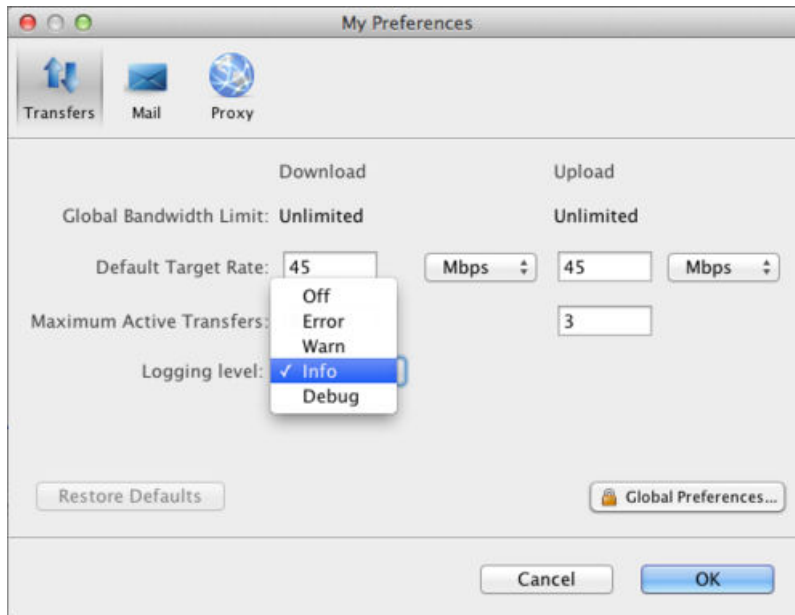 My Preferences
Transfers Mail Proxy
Download Upload
Global Bandwidth Limit: Unlimited Unlimited
Default Target Rate: 45 Mbps 45 Mbps
Off
Maximum Active Transfers: Error 3
Warn
Logging level: ✓ Info
Debug
Restore Defaults Global Preferences...
Cancel OK